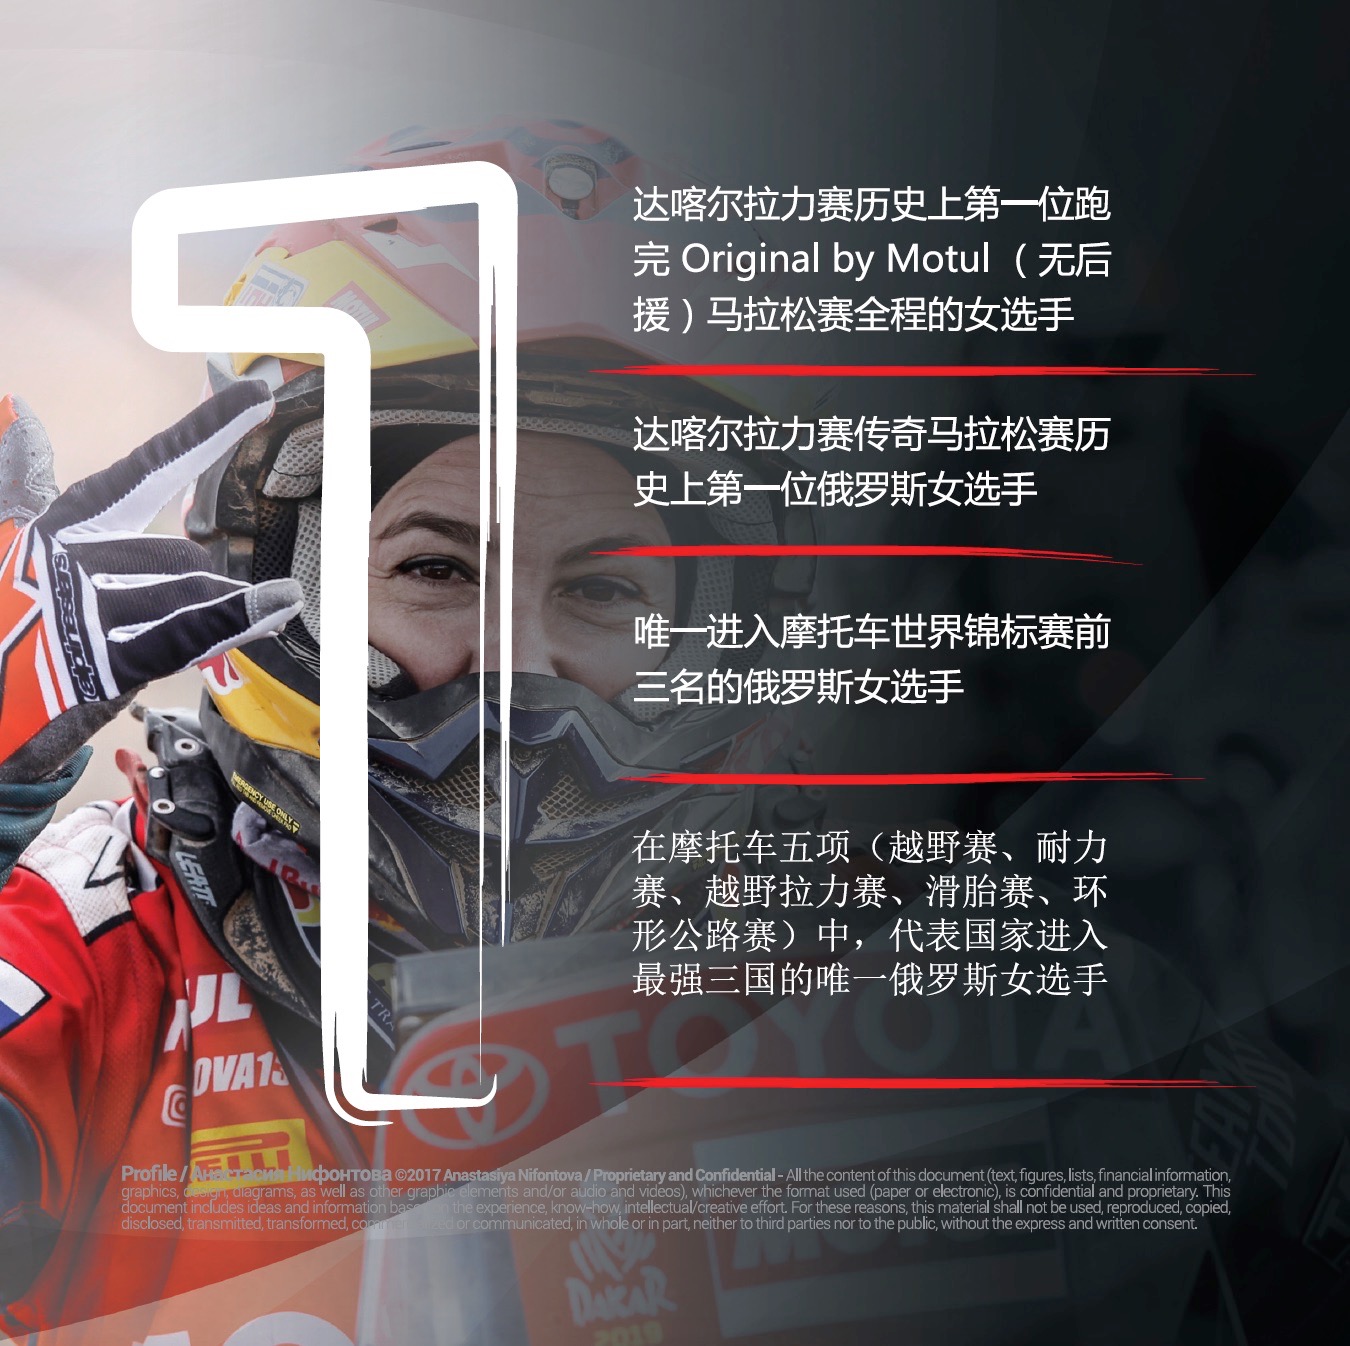 1
达喀尔拉力赛历史上第一位跑
完 Original by Motul（无后
援）马拉松赛全程的女选手
达喀尔拉力赛传奇马拉松赛历
史上第一位俄罗斯女选手
唯一进入摩托车世界锦标赛前
三名的俄罗斯女选手
在摩托车五项（越野赛、耐力
赛、越野拉力赛、滑胎赛、环
形公路赛）中，代表国家进入
最强三国的唯一俄罗斯女选手
alpinestars
EMERGENCY USE ONLY
LEATT
OVA13
TOYOTA
Profile / Анастасия Нифонтова ©2017 Anastasiya Nifontova / Proprietary and Confidential - All the content of this document (text, figures, lists, financial information,
graphics, design, diagrams, as well as other graphic elements and/or audio and videos), whichever the format used (paper or electronic), is confidential and proprietary. This
document includes ideas and information based on the experience, know-how, intellectual/creative effort. For these reasons, this material shall not be used, reproduced, copied,
disclosed, transmitted, transformed, or communicated, in whole or in part, neither to third parties nor to the public, without the express and written consent.
MOTUL
DAKAR
2019